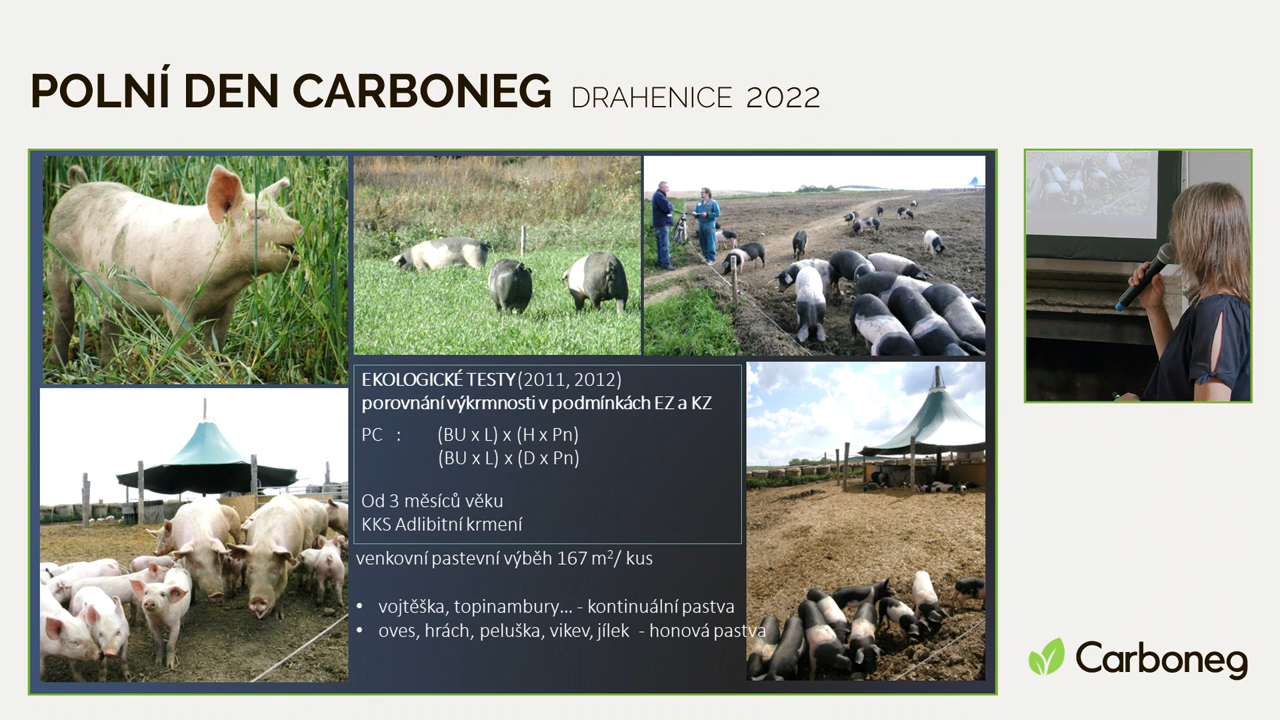 POLNÍ DEN CARBONEG DRAHENICE 2022
EKOLOGICKÉ TESTY (2011, 2012)
porovnání výkrmnosti v podmínkách EZ a KZ
PC : (BU x L) x (H x Pn)
(BU x L) x (D x Pn)
Od 3 měsíců věku
KKS Adlibitní krmení
venkovní pastevní výběh 167 m²/ kus
• vojtěška, topinambury... - kontinuální pastva
• oves, hrách, peluška, vikev, jílek - honová pastva
Carboneg